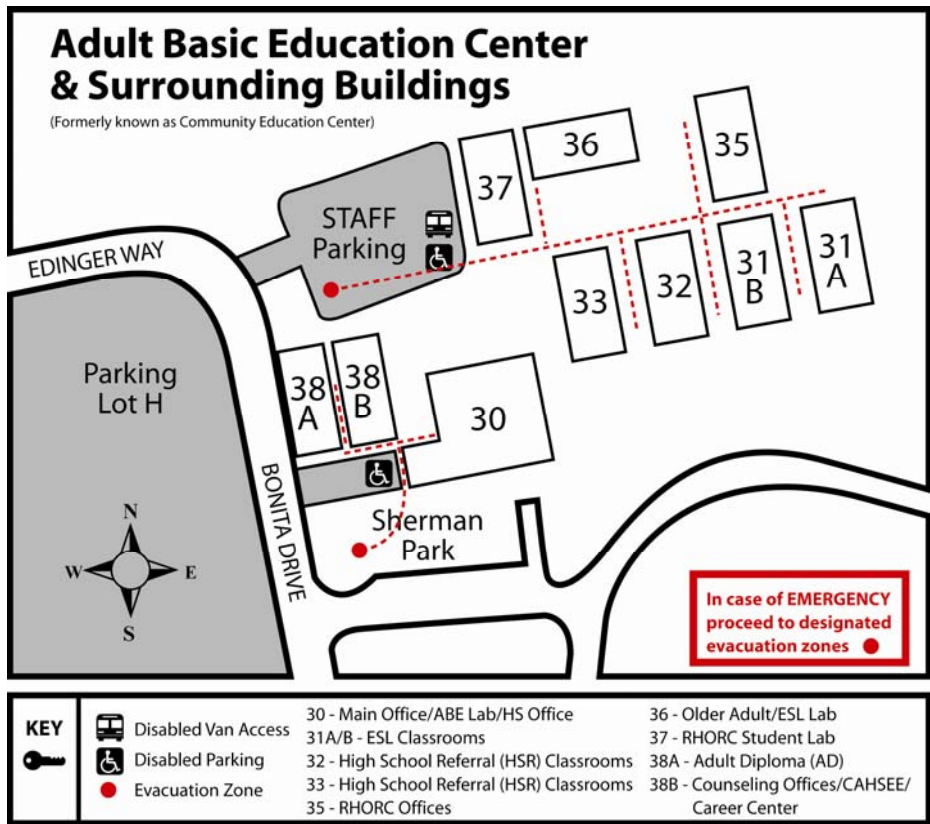 Adult Basic Education Center
& Surrounding Buildings
(Formerly known as Community Education Center)
36
35
37
STAFF
Parking
EDINGER WAY
31
A
31
B
32
33
Parking
Lot H
38
A
38
B
30
BONITA DRIVE
Sherman
Park
N
W
E
S
In case of EMERGENCY
proceed to designated
evacuation zones
KEY
Disabled Van Access
Disabled Parking
Evacuation Zone
30 - Main Office/ABE Lab/HS Office
31A/B - ESL Classrooms
32 - High School Referral (HSR) Classrooms
33 - High School Referral (HSR) Classrooms
35 - RHORC Offices
36 - Older Adult/ESL Lab
37 - RHORC Student Lab
38A - Adult Diploma (AD)
38B - Counseling Offices/CAHSEE/
Career Center